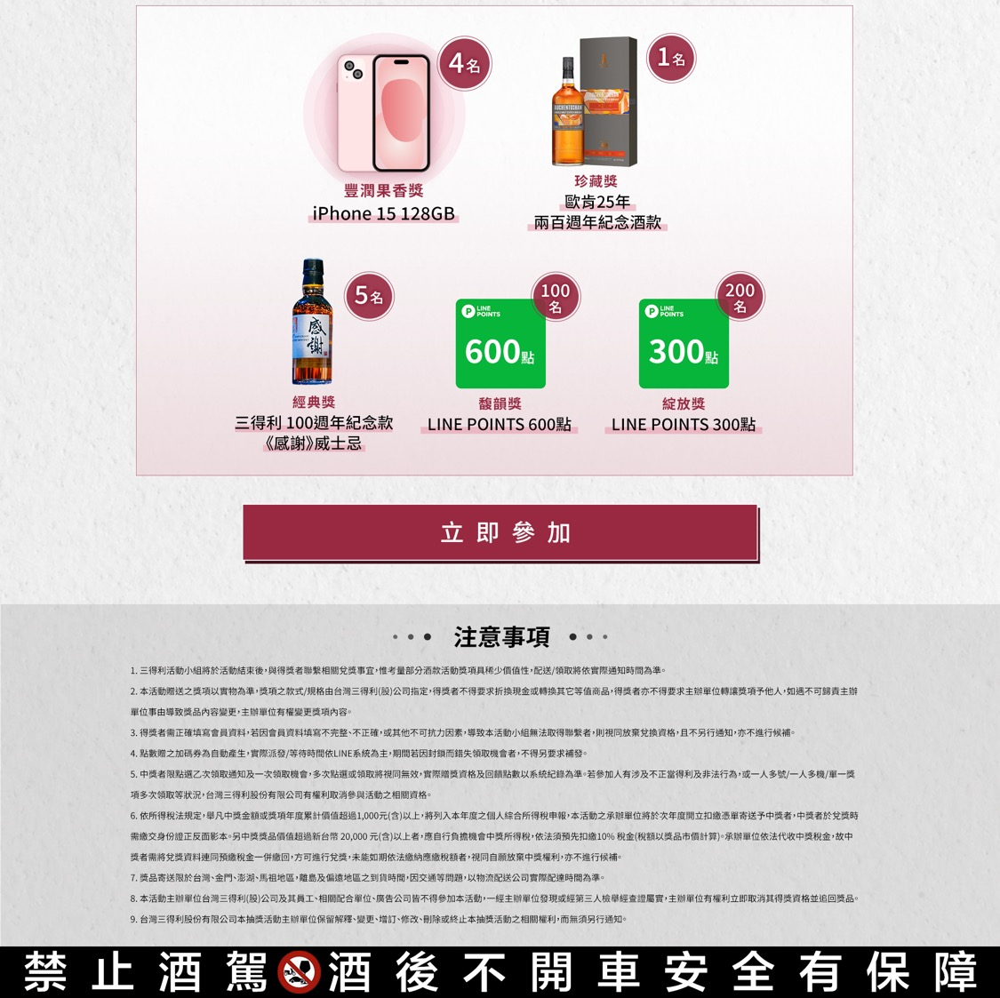 4名
1名
豐潤果香獎
iPhone 15 128GB
AUCHENTOSHAN
珍藏獎
歐肯25年
兩百週年紀念酒款
5名
感謝
100名
200名
P LINE POINTS
600點
P LINE POINTS
300點
經典獎
三得利 100週年紀念款
《感謝》威士忌
馥韻獎
LINE POINTS 600點
綻放獎
LINE POINTS 300點
立即參加
注意事項
1. 三得利活動小組將於活動結束後，與得獎者聯繫相關兌獎事宜，惟考量部分酒款活動獎項具稀少價值性，配送/領取將依實際通知時間為準。
2. 本活動贈送之獎項以實物為準，獎項之款式/規格由台灣三得利(股)公司指定，得獎者不得要求折換現金或轉換其它等值商品，得獎者亦不得要求主辦單位轉讓獎項予他人，如遇不可歸責主辦
單位事由導致獎品內容變更，主辦單位有權變更獎項內容。
3. 得獎者需正確填寫會員資料，若因會員資料填寫不完整、不正確，或其他不可抗力因素，導致本活動小組無法取得聯繫者，則視同放棄兌換資格，且不另行通知，亦不進行候補。
4. 點數贈之加碼券為自動產生，實際派發/等待時間依LINE系統為主，期間若因封鎖而錯失領取機會者，不得另要求補發。
5. 中獎者限點選乙次領取通知及一次領取機會，多次點選或領取將視同無效，實際贈獎資格及回饋點數以系統紀錄為準。若參加人有涉及不正當得利及非法行為，或一人多號/一人多機/單一獎
項多次領取等狀況，台灣三得利股份有限公司有權利取消參與活動之相關資格。
6. 依所得稅法規定，舉凡中獎金額或獎項年度累計價值超過1,000元(含)以上，將列入本年度之個人綜合所得稅申報，本活動之承辦單位將於次年度開立扣繳憑單寄送予中獎者，中獎者於兌獎時
需繳交身份證正反面影本。另中獎獎品價值超過新台幣 20,000 元(含)以上者，應自行負擔機會中獎所得稅，依法須預先扣繳10% 稅金(稅額以獎品市價計算)。承辦單位依法代收中獎稅金，故中
獎者需將兌獎資料連同預繳稅金一併繳回，方可進行兌獎，未能如期依法繳納應繳稅額者，視同自願放棄中獎權利，亦不進行候補。
7. 獎品寄送限於台灣、金門、澎湖、馬祖地區，離島及偏遠地區之到貨時間，因交通等問題，以物流配送公司實際配達時間為準。
8. 本活動主辦單位台灣三得利(股)公司及其員工、相關配合單位、廣告公司皆不得參加本活動，一經主辦單位發現或經第三人檢舉經查證屬實，主辦單位有權利立即取消其得獎資格並追回獎品。
9. 台灣三得利股份有限公司本抽獎活動主辦單位保留解釋、變更、增訂、修改、刪除或終止本抽獎活動之相關權利，而無須另行通知。
禁止酒駕 酒後不開車安全有保障